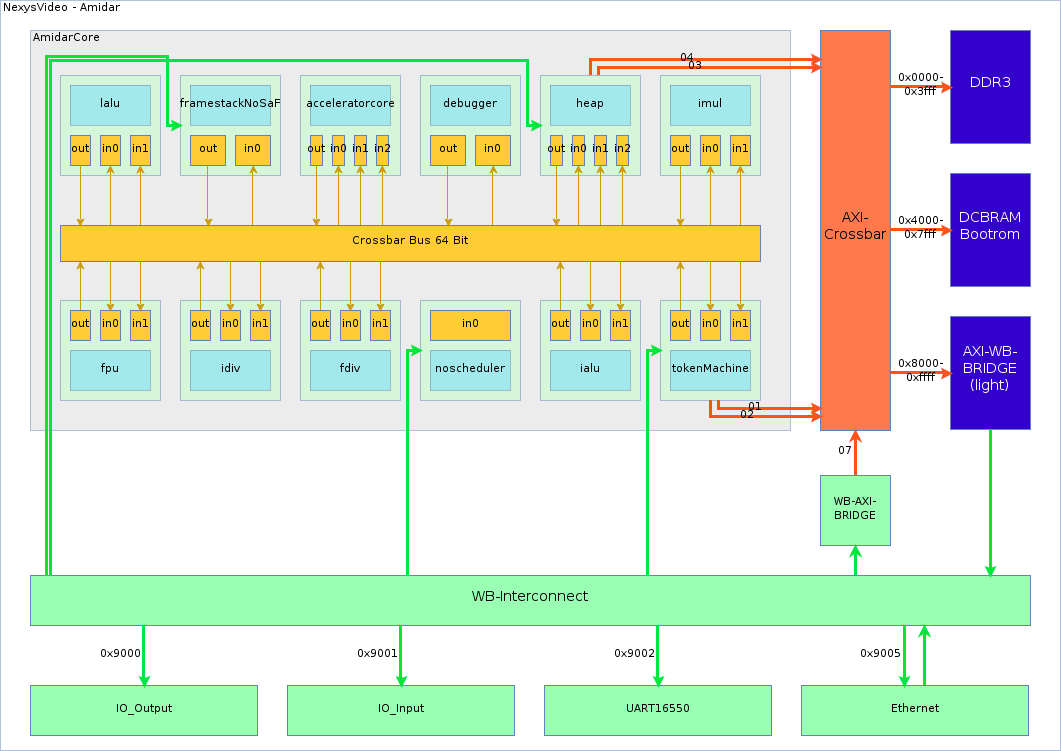 NexysVideo - Amidar
AmidarCore
04
03
lalu
framestackNoSaF
acceleratorcore
debugger
heap
imul
out in0 in1
out in0
out in0 in1 in2
out in0
out in0 in1 in2
out in0 in1
Crossbar Bus 64 Bit
out in0 in1
out in0 in1
out in0 in1
in0
out in0 in1
out in0 in1
fpu
idiv
fdiv
noscheduler
ialu
tokenMachine
01
02
AXI-
Crossbar
0x0000-
0x3fff
DDR3
0x4000-
0x7fff
DCBRAM
Bootrom
0x8000-
0xffff
AXI-WB-
BRIDGE
(light)
07
WB-AXI-
BRIDGE
WB-Interconnect
0x9000
0x9001
0x9002
0x9005
IO_Output
IO_Input
UART16550
Ethernet